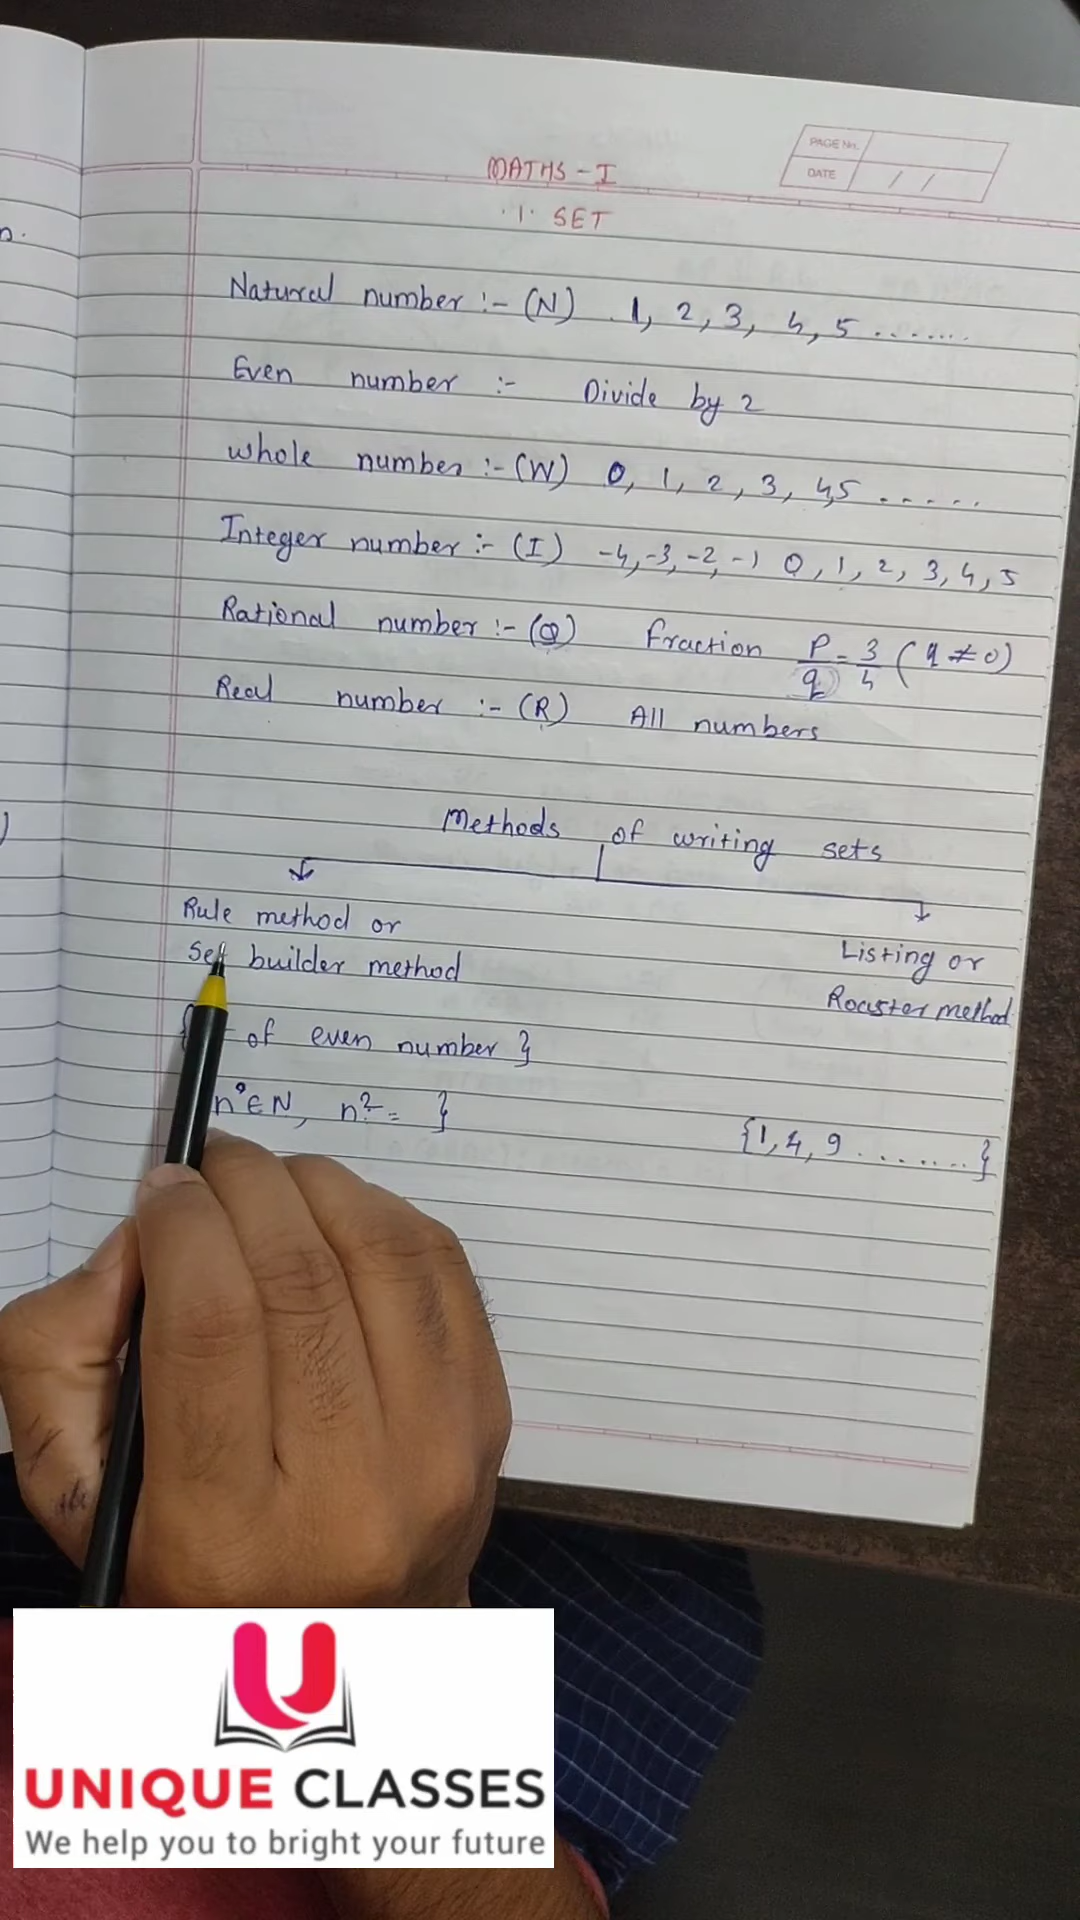 PAGE No.
DATE / /
MATHS - I
1. SET
n.
Natural number :- (N) 1, 2, 3, 4, 5 .......
Even number :- Divide by 2
Whole number :- (W) 0, 1, 2, 3, 4,5 .....
Integer number :- (I) -4,-3,-2,-1 0, 1, 2, 3, 4, 5
Rational number :- (Q) fraction p/q = 3/4 ( q ≠ 0)
Real number :- (R) All numbers
)
Methods of writing sets
Rule method or
Set builder method
Listing or
Rouster method
{ of even number }
n∈N, n² = }
{1, 4, 9 .......}
U
UNIQUE CLASSES
We help you to bright your future